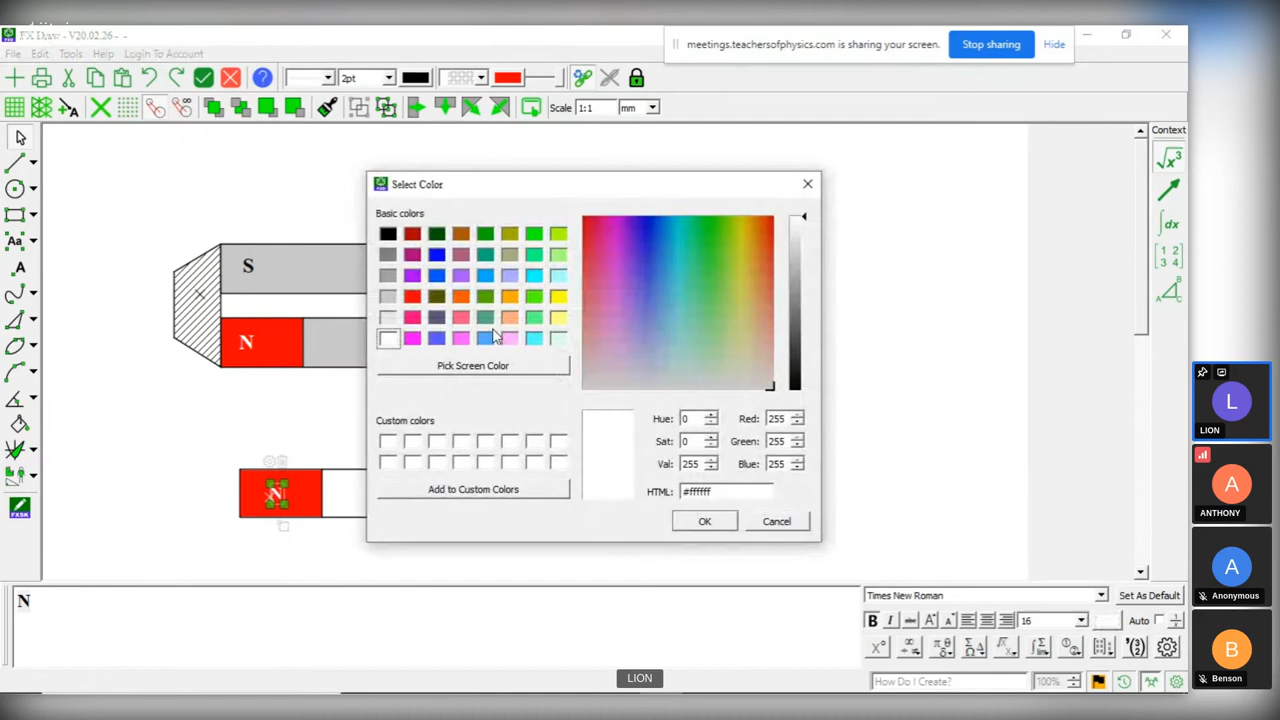 FX Draw - V20.02.26 - -
meetings.teachersofphysics.com is sharing your screen.
Stop sharing
Hide
File Edit Tools Help Login To Account
2pt
Scale 1:1 mm
Context
Select Color
Basic colors
S
N
Pick Screen Color
Custom colors
Hue: 0 Red: 255
Sat: 0 Green: 255
Val: 255 Blue: 255
Add to Custom Colors
HTML: #ffffff
OK Cancel
N
FXSK
N
Times New Roman Set As Default
B I abc A A 16 Auto
How Do I Create? 100%
LION
L
LION
A
ANTHONY
A
Anonymous
B
Benson